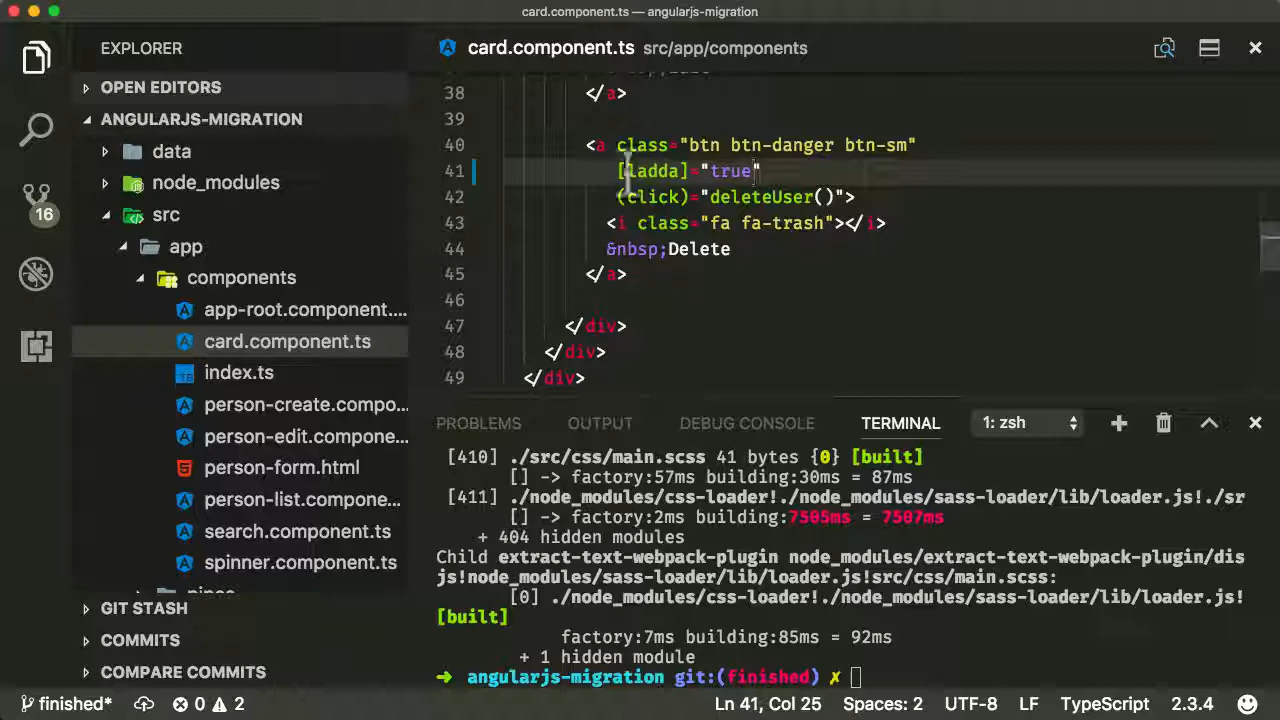 card.component.ts — angularjs-migration
EXPLORER
OPEN EDITORS
ANGULARJS-MIGRATION
data
node_modules
src
app
components
app-root.component....
card.component.ts
index.ts
person-create.compo...
person-edit.compone...
person-form.html
person-list.compone...
search.component.ts
spinner.component.ts
GIT STASH
COMMITS
COMPARE COMMITS
16
card.component.ts src/app/components
38 </a>
39
40 <a class="btn btn-danger btn-sm"
41 [ladda]="true"
42 (click)="deleteUser()">
43 <i class="fa fa-trash"></i>
44 &nbsp;Delete
45 </a>
46
47 </div>
48 </div>
49 </div>
PROBLEMS OUTPUT DEBUG CONSOLE TERMINAL 1: zsh
[410] ./src/css/main.scss 41 bytes {0} [built]
[] -> factory:57ms building:30ms = 87ms
[411] ./node_modules/css-loader!./node_modules/sass-loader/lib/loader.js!./sr
[] -> factory:2ms building:7505ms = 7507ms
+ 404 hidden modules
Child extract-text-webpack-plugin node_modules/extract-text-webpack-plugin/dis
js!node_modules/sass-loader/lib/loader.js!src/css/main.scss:
[0] ./node_modules/css-loader!./node_modules/sass-loader/lib/loader.js!
[built]
factory:7ms building:85ms = 92ms
+ 1 hidden module
➜ angularjs-migration git:(finished) ✗
finished* 0 2 Ln 41, Col 25 Spaces: 2 UTF-8 LF TypeScript 2.3.4